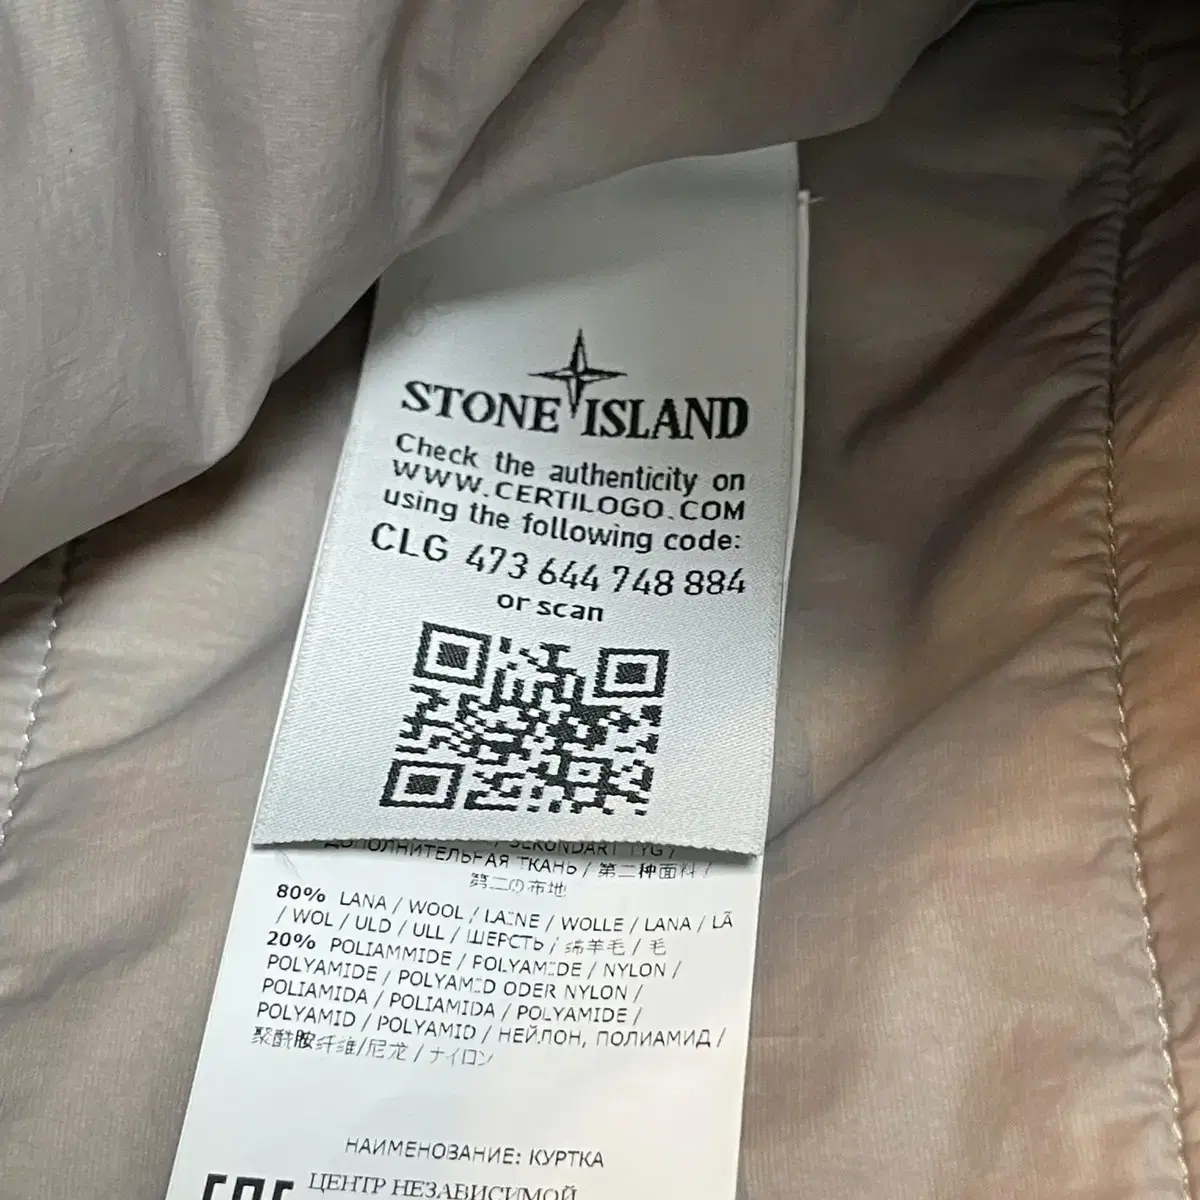 STONE ISLAND
Check the authenticity on
WWW.CERTILOGO.COM
using the following code:
CLG 473 644 748 884
or scan
/ SEKUNDÄRT TYG /
ДОПОЛНИТЕЛЬНАЯ ТКАНЬ / 第二种面料 /
第二の布地
80% LANA / WOOL / LAINE / WOLLE / LANA / LÃ
/ WOL / ULD / ULL / ШЕРСТЬ / 绵羊毛 / 毛
20% POLIAMMIDE / POLYAMIDE / NYLON /
POLYAMIDE / POLYAMID ODER NYLON /
POLIAMIDA / POLIAMIDA / POLYAMIDE /
POLYAMID / POLYAMID / НЕЙЛОН, ПОЛИАМИД /
聚酰胺纤维/尼龙 / ナイロン
НАИМЕНОВАНИЕ: КУРТКА
ЦЕНТР НЕЗАВИСИМОЙ